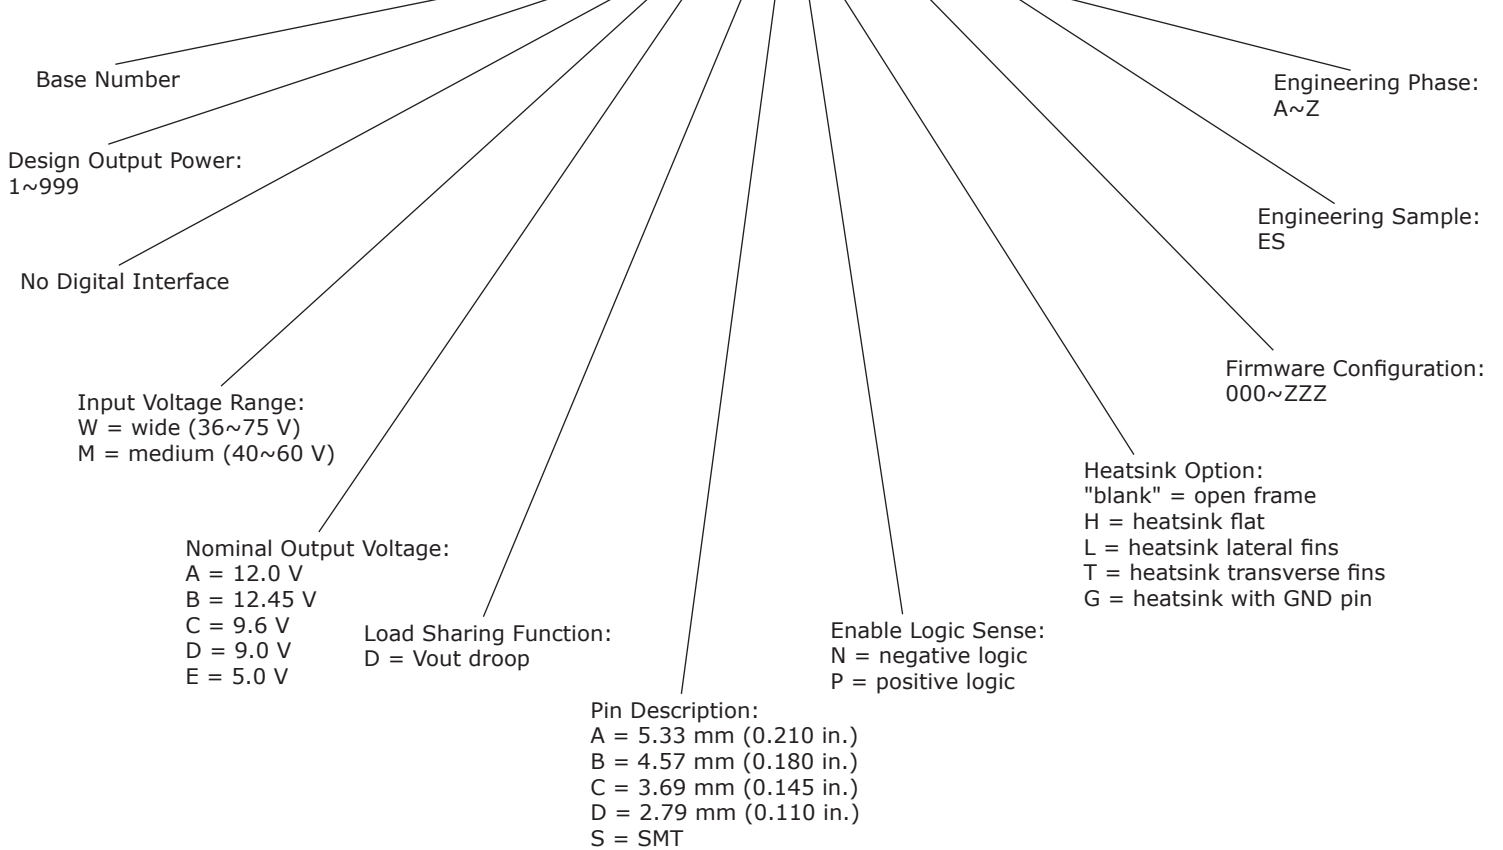 Base Number
Design Output Power:
1~999
No Digital Interface
Input Voltage Range:
W = wide (36~75 V)
M = medium (40~60 V)
Nominal Output Voltage:
A = 12.0 V
B = 12.45 V
C = 9.6 V
D = 9.0 V
E = 5.0 V
Load Sharing Function:
D = Vout droop
Pin Description:
A = 5.33 mm (0.210 in.)
B = 4.57 mm (0.180 in.)
C = 3.69 mm (0.145 in.)
D = 2.79 mm (0.110 in.)
S = SMT
Enable Logic Sense:
N = negative logic
P = positive logic
Heatsink Option:
"blank" = open frame
H = heatsink flat
L = heatsink lateral fins
T = heatsink transverse fins
G = heatsink with GND pin
Firmware Configuration:
000~ZZZ
Engineering Sample:
ES
Engineering Phase:
A~Z